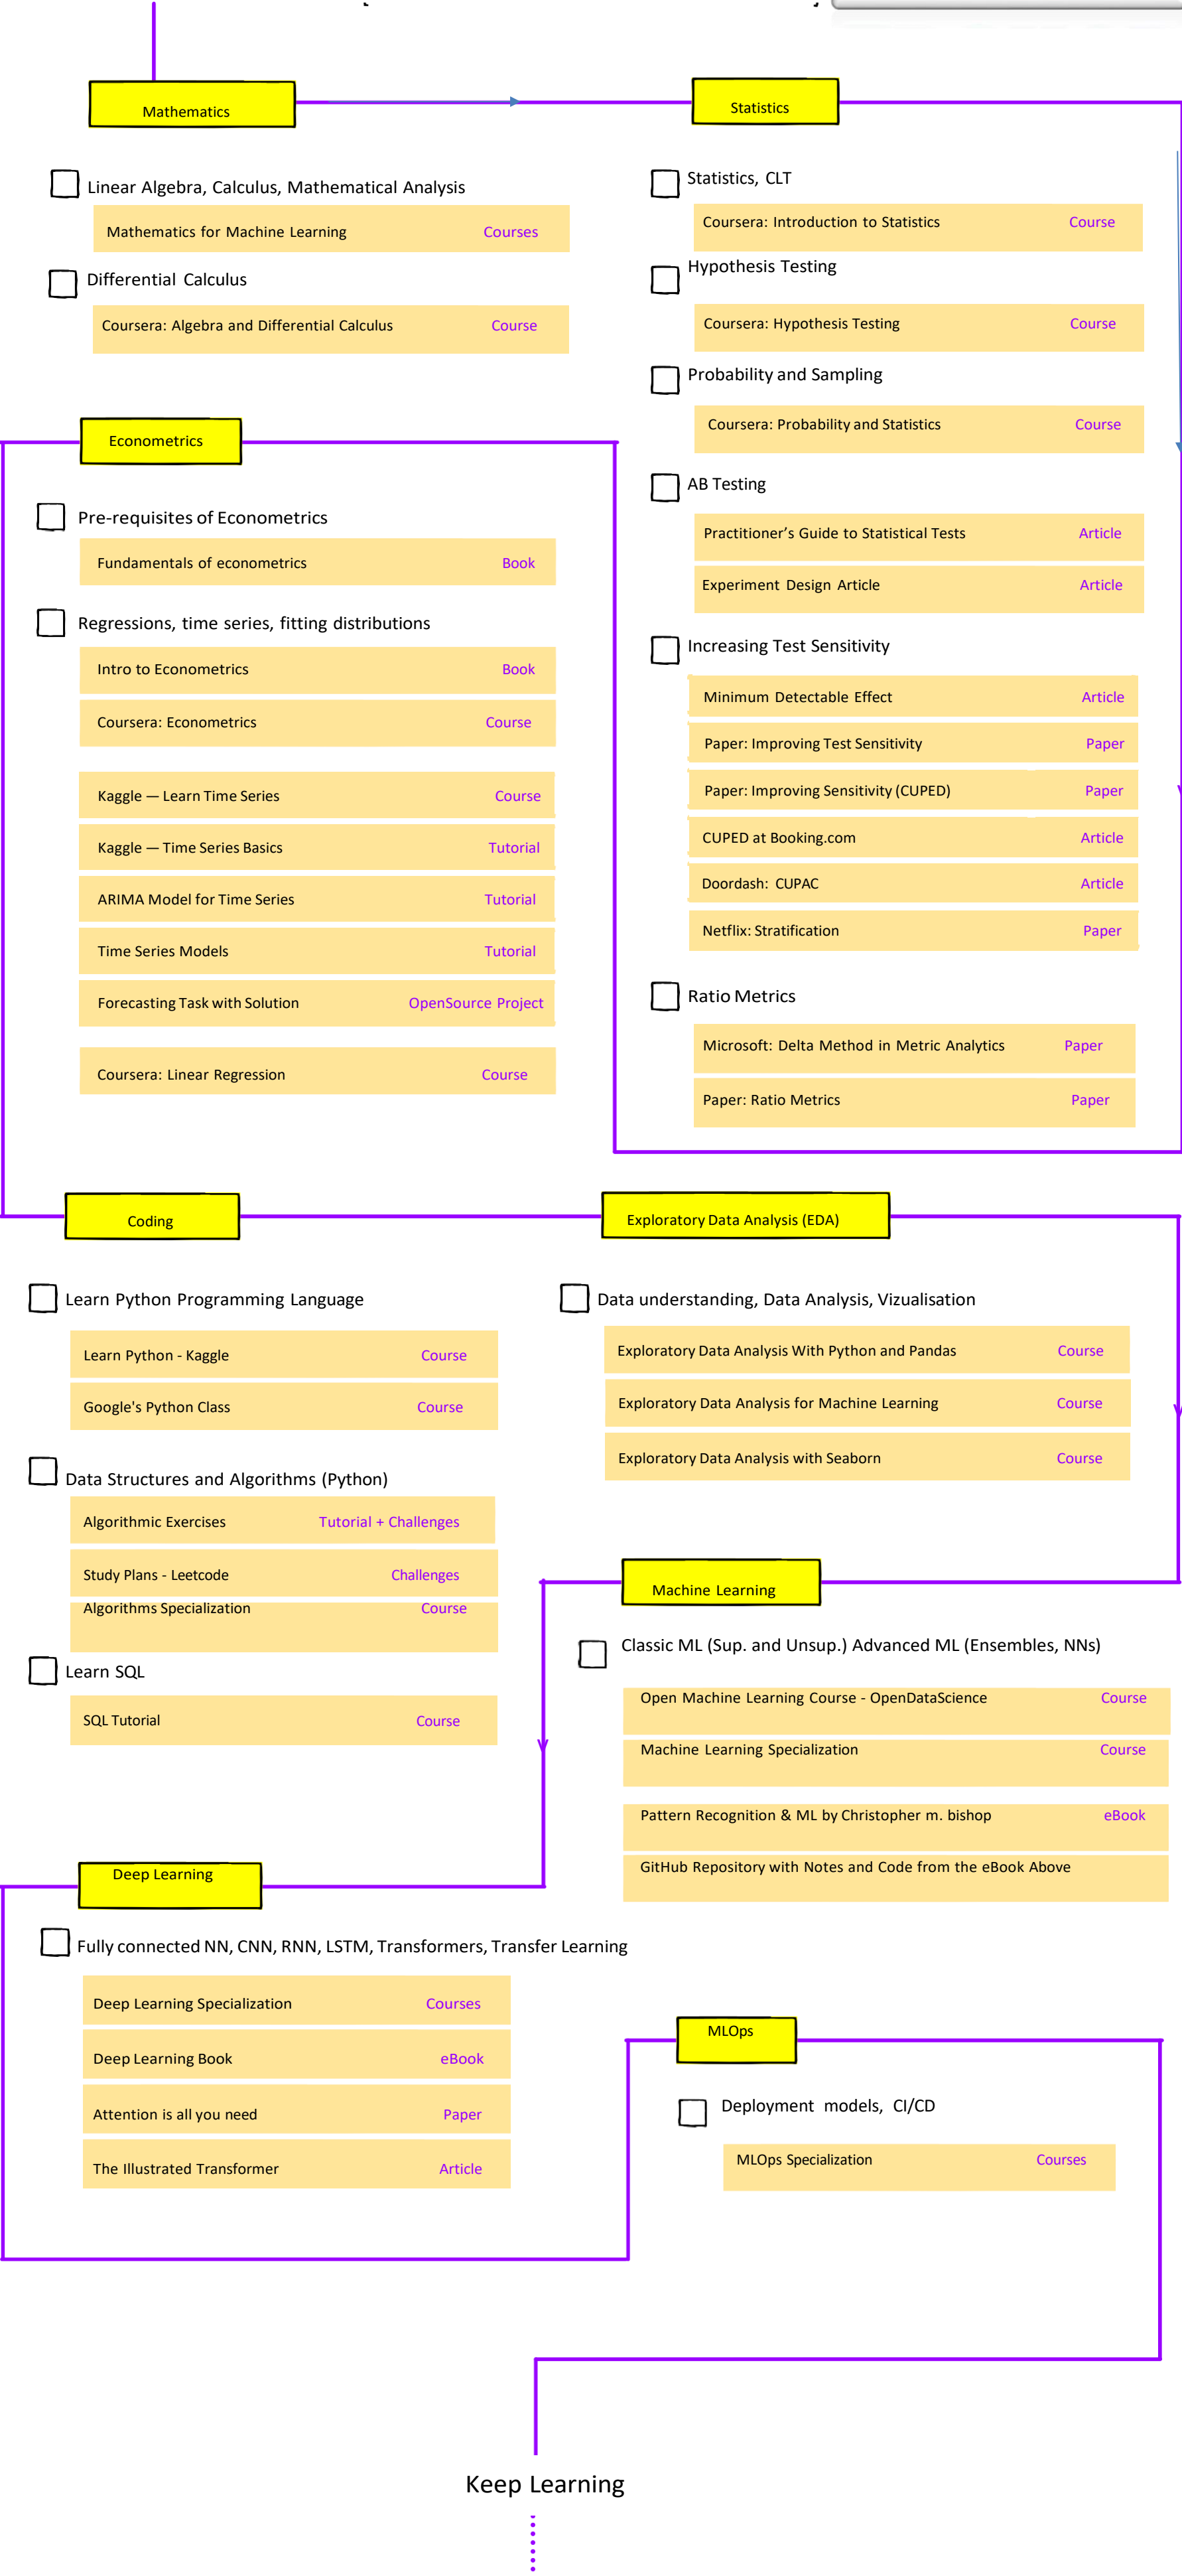 Mathematics
Linear Algebra, Calculus, Mathematical Analysis
Mathematics for Machine Learning Courses
Differential Calculus
Coursera: Algebra and Differential Calculus Course
Statistics
Statistics, CLT
Coursera: Introduction to Statistics Course
Hypothesis Testing
Coursera: Hypothesis Testing Course
Probability and Sampling
Coursera: Probability and Statistics Course
AB Testing
Practitioner’s Guide to Statistical Tests Article
Experiment Design Article Article
Increasing Test Sensitivity
Minimum Detectable Effect Article
Paper: Improving Test Sensitivity Paper
Paper: Improving Sensitivity (CUPED) Paper
CUPED at Booking.com Article
Doordash: CUPAC Article
Netflix: Stratification Paper
Ratio Metrics
Microsoft: Delta Method in Metric Analytics Paper
Paper: Ratio Metrics Paper
Econometrics
Pre-requisites of Econometrics
Fundamentals of econometrics Book
Regressions, time series, fitting distributions
Intro to Econometrics Book
Coursera: Econometrics Course
Kaggle — Learn Time Series Course
Kaggle — Time Series Basics Tutorial
ARIMA Model for Time Series Tutorial
Time Series Models Tutorial
Forecasting Task with Solution OpenSource Project
Coursera: Linear Regression Course
Coding
Learn Python Programming Language
Learn Python - Kaggle Course
Google's Python Class Course
Data Structures and Algorithms (Python)
Algorithmic Exercises Tutorial + Challenges
Study Plans - Leetcode Challenges
Algorithms Specialization Course
Learn SQL
SQL Tutorial Course
Exploratory Data Analysis (EDA)
Data understanding, Data Analysis, Vizualisation
Exploratory Data Analysis With Python and Pandas Course
Exploratory Data Analysis for Machine Learning Course
Exploratory Data Analysis with Seaborn Course
Machine Learning
Classic ML (Sup. and Unsup.) Advanced ML (Ensembles, NNs)
Open Machine Learning Course - OpenDataScience Course
Machine Learning Specialization Course
Pattern Recognition & ML by Christopher m. bishop eBook
GitHub Repository with Notes and Code from the eBook Above
Deep Learning
Fully connected NN, CNN, RNN, LSTM, Transformers, Transfer Learning
Deep Learning Specialization Courses
Deep Learning Book eBook
Attention is all you need Paper
The Illustrated Transformer Article
MLOps
Deployment models, CI/CD
MLOps Specialization Courses
Keep Learning